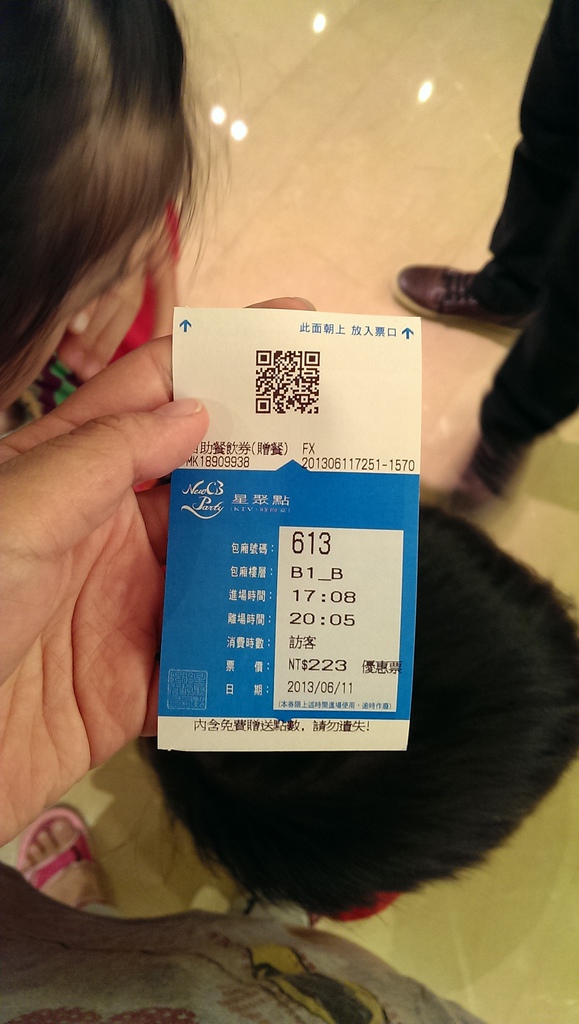 此面朝上 放入票口
自助餐飲券(贈餐) FX
MK18909938 201306117251-1570
New CB Party
星聚點
包廂號碼: 613
包廂樓層: B1_B
進場時間: 17:08
離場時間: 20:05
消費時數: 訪客
票 價: NT$223 優惠票
日 期: 2013/06/11
(本券限上述時間進場使用,逾時作廢)
內含免費贈送點數, 請勿遺失!